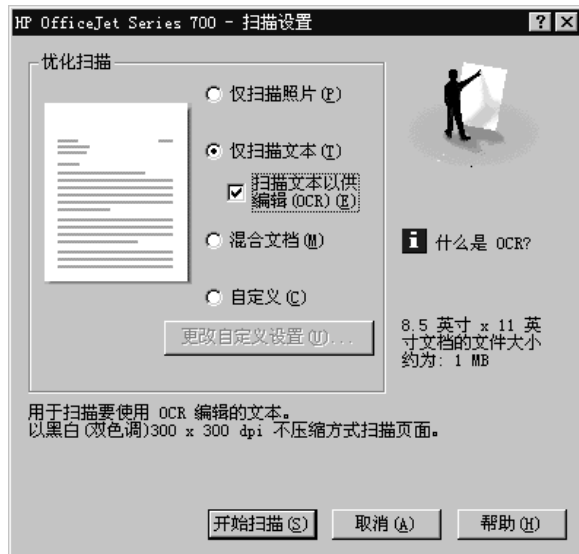 HP OfficeJet Series 700 - 扫描设置
优化扫描
仅扫描照片(P)
仅扫描文本(T)
扫描文本以供
编辑(OCR)(E)
混合文档(M)
自定义(C)
更改自定义设置(U)...
什么是 OCR?
8.5 英寸 x 11 英
寸文档的文件大小
约为: 1 MB
用于扫描要使用 OCR 编辑的文本。
以黑白(双色调)300 x 300 dpi 不压缩方式扫描页面。
开始扫描(S)
取消(A)
帮助(H)